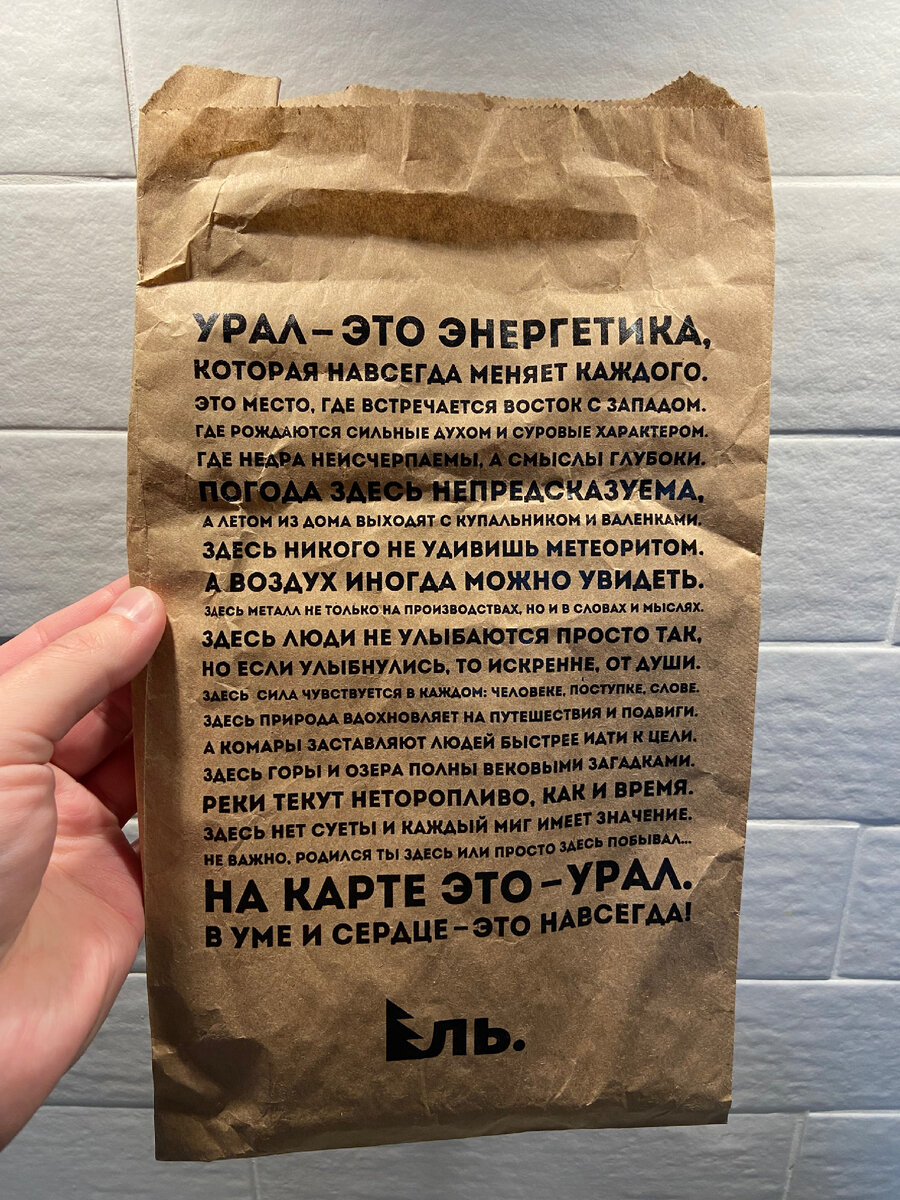 УРАЛ – ЭТО ЭНЕРГЕТИКА,
КОТОРАЯ НАВСЕГДА МЕНЯЕТ КАЖДОГО.
ЭТО МЕСТО, ГДЕ ВСТРЕЧАЕТСЯ ВОСТОК С ЗАПАДОМ.
ГДЕ РОЖДАЮТСЯ СИЛЬНЫЕ ДУХОМ И СУРОВЫЕ ХАРАКТЕРОМ.
ГДЕ НЕДРА НЕИСЧЕРПАЕМЫ, А СМЫСЛЫ ГЛУБОКИ.
ПОГОДА ЗДЕСЬ НЕПРЕДСКАЗУЕМА,
А ЛЕТОМ ИЗ ДОМА ВЫХОДЯТ С КУПАЛЬНИКОМ И ВАЛЕНКАМИ.
ЗДЕСЬ НИКОГО НЕ УДИВИШЬ МЕТЕОРИТОМ.
А ВОЗДУХ ИНОГДА МОЖНО УВИДЕТЬ.
ЗДЕСЬ МЕТАЛЛ НЕ ТОЛЬКО НА ПРОИЗВОДСТВАХ, НО И В СЛОВАХ И МЫСЛЯХ.
ЗДЕСЬ ЛЮДИ НЕ УЛЫБАЮТСЯ ПРОСТО ТАК,
НО ЕСЛИ УЛЫБНУЛИСЬ, ТО ИСКРЕННЕ, ОТ ДУШИ.
ЗДЕСЬ СИЛА ЧУВСТВУЕТСЯ В КАЖДОМ: ЧЕЛОВЕКЕ, ПОСТУПКЕ, СЛОВЕ.
ЗДЕСЬ ПРИРОДА ВДОХНОВЛЯЕТ НА ПУТЕШЕСТВИЯ И ПОДВИГИ.
А КОМАРЫ ЗАСТАВЛЯЮТ ЛЮДЕЙ БЫСТРЕЕ ИДТИ К ЦЕЛИ.
ЗДЕСЬ ГОРЫ И ОЗЕРА ПОЛНЫ ВЕКОВЫМИ ЗАГАДКАМИ.
РЕКИ ТЕКУТ НЕТОРОПЛИВО, КАК И ВРЕМЯ.
ЗДЕСЬ НЕТ СУЕТЫ И КАЖДЫЙ МИГ ИМЕЕТ ЗНАЧЕНИЕ.
НЕ ВАЖНО, РОДИЛСЯ ТЫ ЗДЕСЬ ИЛИ ПРОСТО ЗДЕСЬ ПОБЫВАЛ...
НА КАРТЕ ЭТО – УРАЛ.
В УМЕ И СЕРДЦЕ – ЭТО НАВСЕГДА!
Ель.